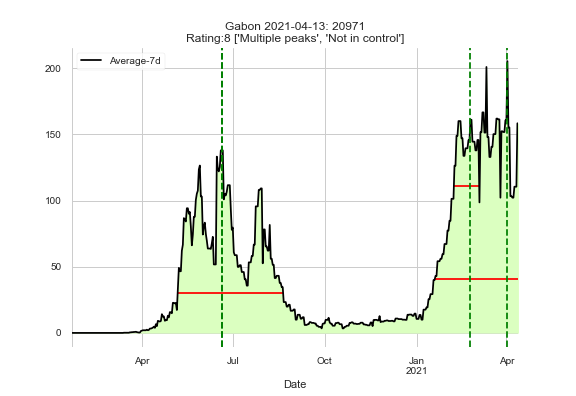 Gabon 2021-04-13: 20971
Rating:8 ['Multiple peaks', 'Not in control']
Average-7d
200
150
100
50
0
Apr
Jul
Oct
Jan
2021
Apr
Date